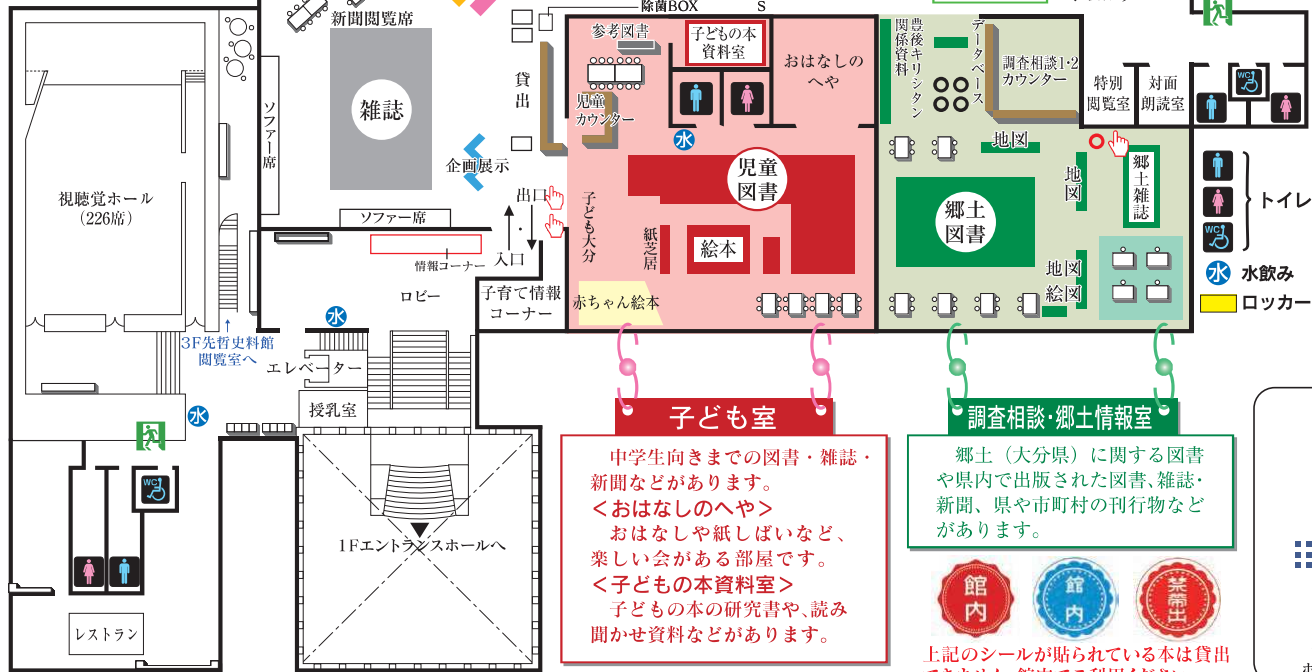 除菌BOX
S
新聞閲覧席
雑誌
ソファー席
貸出
企画展示
ソファー席
出口
入口
情報コーナー
ロビー
子育て情報
コーナー
視聴覚ホール
（226席）
3F先哲史料館
閲覧室へ
水
エレベーター
授乳室
水
WC
レストラン
1Fエントランスホールへ
参考図書
子どもの本
資料室
おはなしの
へや
児童
カウンター
水
児童
図書
子ども大分
紙芝居
絵本
赤ちゃん絵本
豊後キリシタン
関係資料
データベース
調査相談1・2
カウンター
特別
閲覧室
対面
朗読室
WC
地図
地図
郷土雑誌
郷土
図書
地図
絵図
トイレ
WC
水 水飲み
ロッカー
子ども室
中学生向きまでの図書・雑誌・
新聞などがあります。
＜おはなしのへや＞
おはなしや紙しばいなど、
楽しい会がある部屋です。
＜子どもの本資料室＞
子どもの本の研究書や、読み
聞かせ資料などがあります。
調査相談・郷土情報室
郷土（大分県）に関する図書
や県内で出版された図書、雑誌・
新聞、県や市町村の刊行物など
があります。
館内
館内
禁帯出
上記のシールが貼られている本は貸出